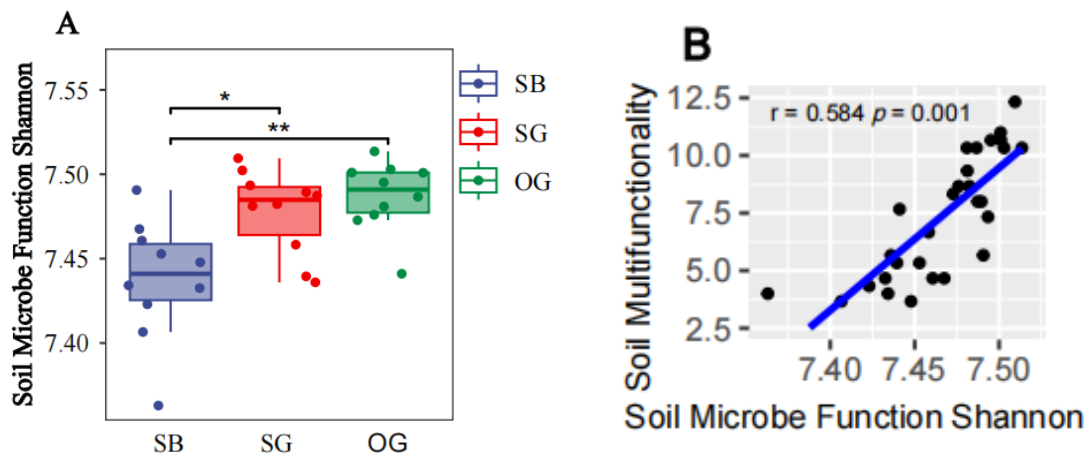 A
Soil Microbe Function Shannon
7.55
7.50
7.45
7.40
*
**
SB
SG
OG
SB
SG
OG
B
Soil Multifunctionality
12.5
10.0
7.5
5.0
2.5
r = 0.584 p = 0.001
7.40
7.45
7.50
Soil Microbe Function Shannon